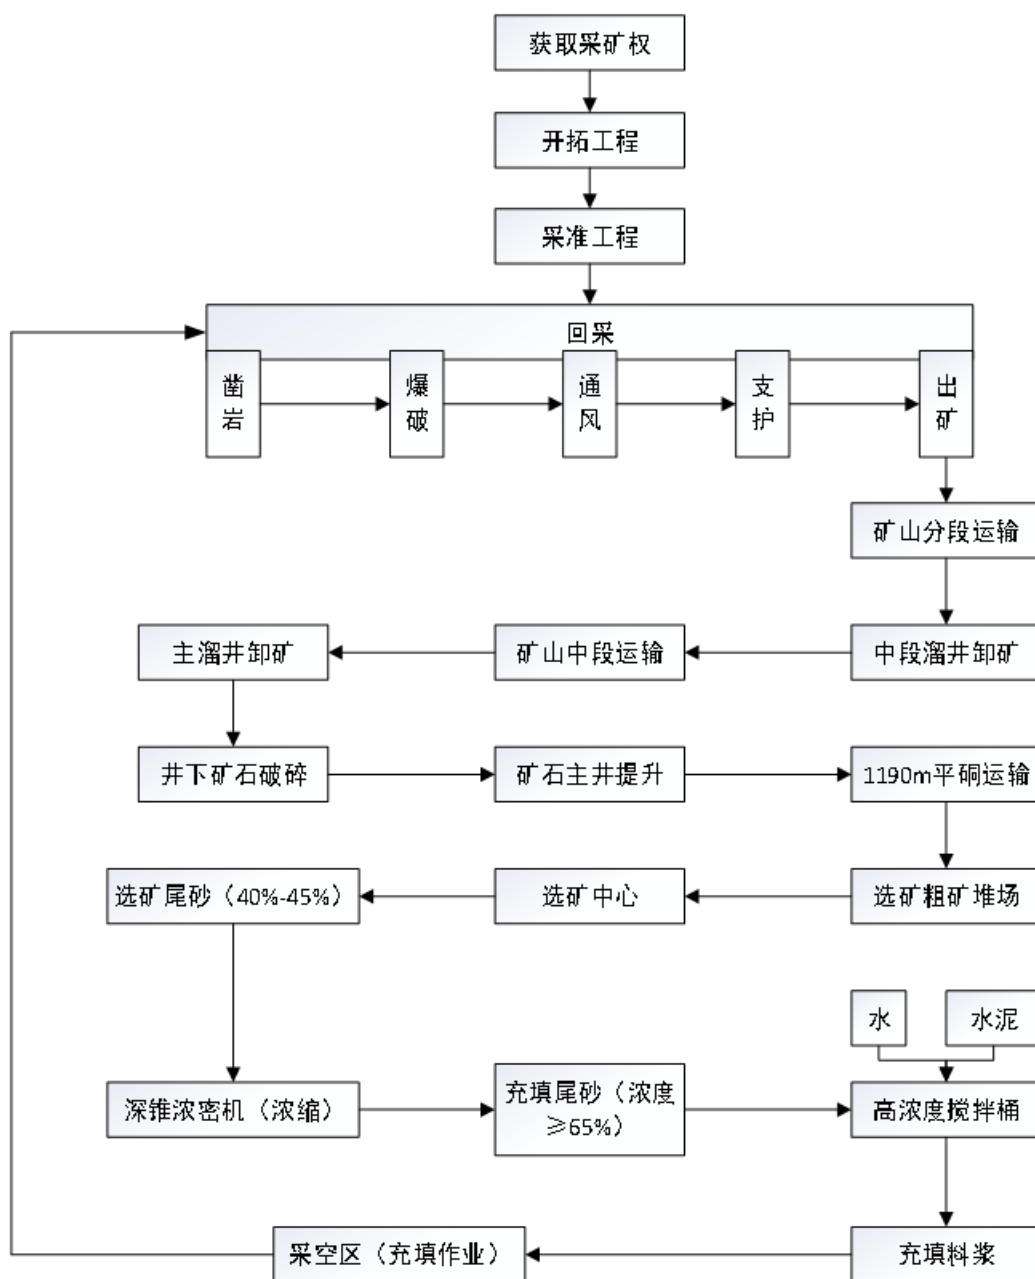 获取采矿权
开拓工程
采准工程
回采
凿岩
爆破
通风
支护
出矿
矿山分段运输
主溜井卸矿
矿山中段运输
中段溜井卸矿
井下矿石破碎
矿石主井提升
1190m平硐运输
选矿尾砂（40%-45%）
选矿中心
选矿粗矿堆场
水
水泥
深锥浓密机（浓缩）
充填尾砂（浓度
≥65%）
高浓度搅拌桶
采空区（充填作业）
充填料浆